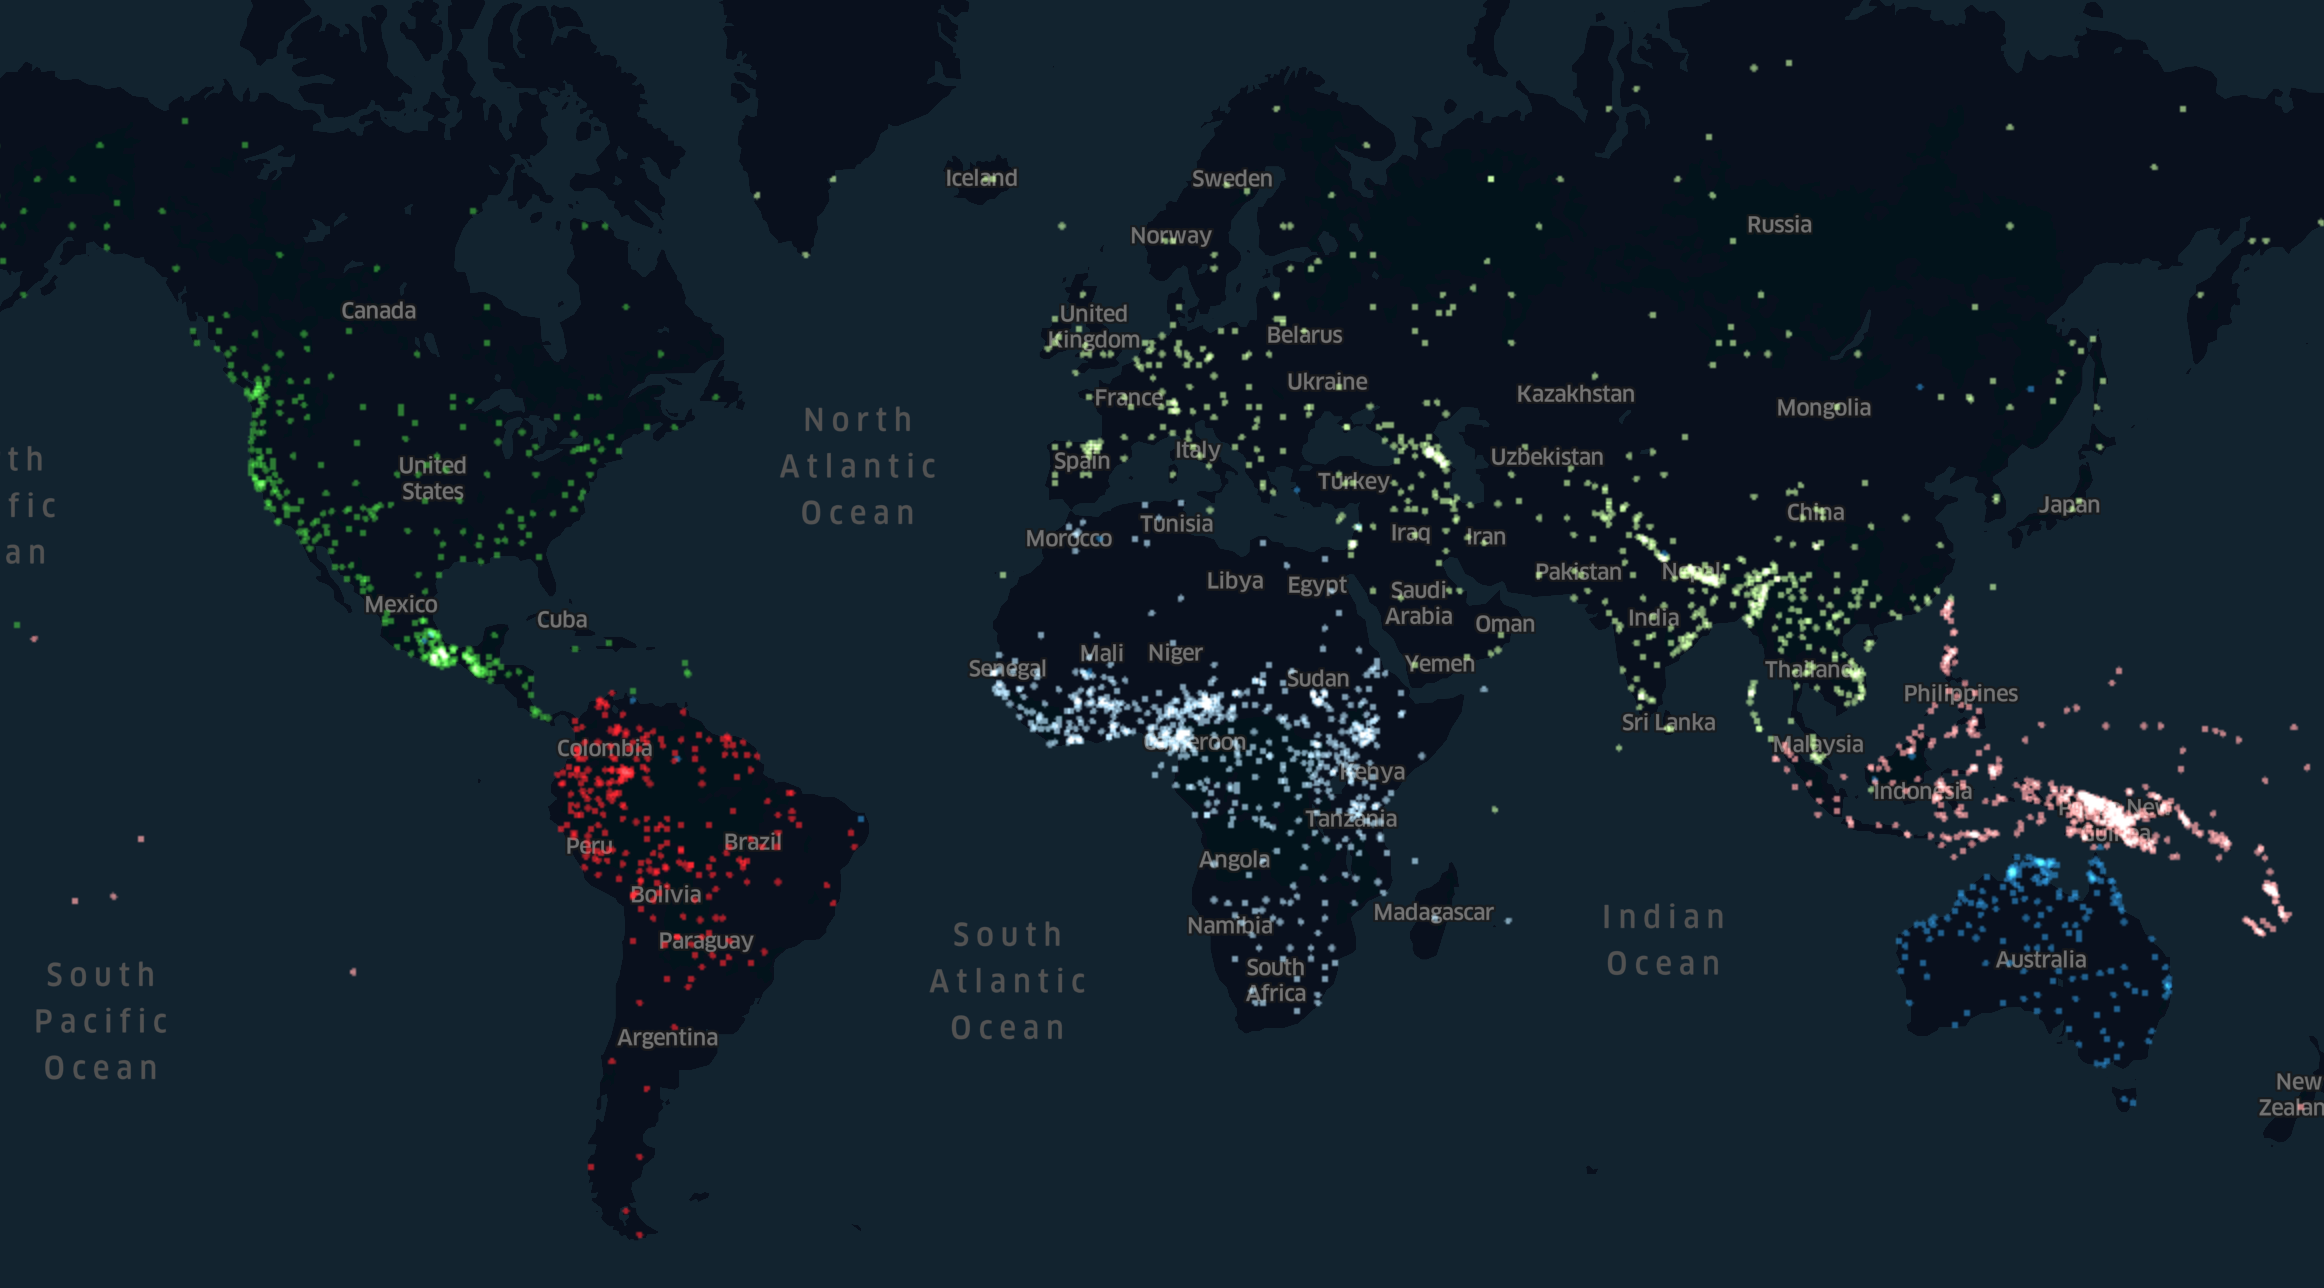 Iceland
Sweden
Norway
Russia
Canada
United
Kingdom
Belarus
Ukraine
Kazakhstan
Mongolia
France
North
Atlantic
Ocean
th
fic
an
United
States
Spain
Italy
Turkey
Uzbekistan
China
Japan
Morocco
Tunisia
Iraq
Iran
Pakistan
Nepal
Libya
Egypt
Saudi
Arabia
Oman
India
Mexico
Cuba
Senegal
Mali
Niger
Sudan
Yemen
Thailand
Philippines
Sri Lanka
Colombia
Cameroon
Kenya
Malaysia
Indonesia
Papua New
Guinea
Tanzania
Peru
Brazil
Bolivia
Angola
Namibia
Madagascar
South
Atlantic
Ocean
Indian
Ocean
Paraguay
South
Africa
Australia
South
Pacific
Ocean
Argentina
New
Zealan